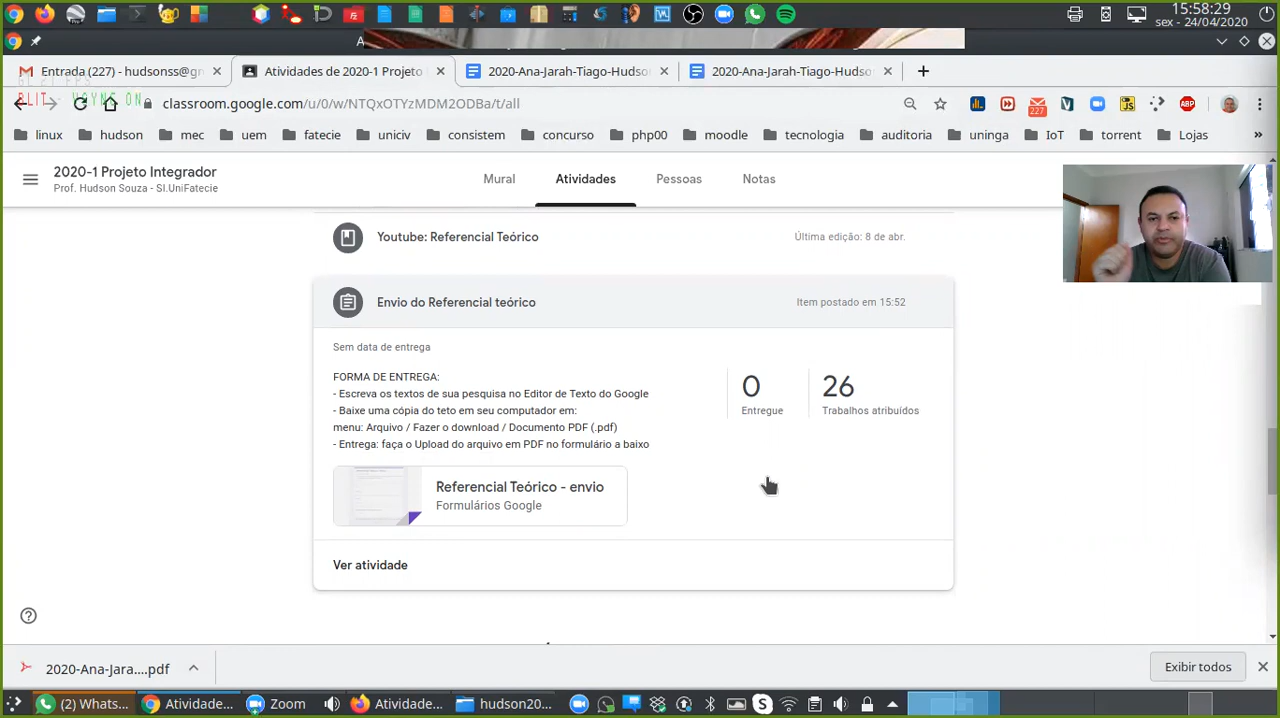 15:58:29
sex - 24/04/2020
Entrada (227) - hudsonss@gm
Atividades de 2020-1 Projeto
2020-Ana-Jarah-Tiago-Hudso
2020-Ana-Jarah-Tiago-Hudso
classroom.google.com/u/0/w/NTQxOTYzMDM2ODBa/t/all
227
ABP
linux
hudson
mec
uem
fatecie
univiv
consistem
concurso
php00
moodle
tecnologia
auditoria
uninga
IoT
torrent
Lojas
2020-1 Projeto Integrador
Prof. Hudson Souza - SI.UniFatecie
Mural
Atividades
Pessoas
Notas
Youtube: Referencial Teórico
Última edição: 8 de abr.
Envio do Referencial teórico
Item postado em 15:52
Sem data de entrega
FORMA DE ENTREGA:
- Escreva os textos de sua pesquisa no Editor de Texto do Google
- Baixe uma cópia do teto em seu computador em:
menu: Arquivo / Fazer o download / Documento PDF (.pdf)
- Entrega: faça o Upload do arquivo em PDF no formulário a baixo
0
Entregue
26
Trabalhos atribuídos
Referencial Teórico - envio
Formulários Google
Ver atividade
2020-Ana-Jara....pdf
Exibir todos
(2) Whats...
Atividade...
Zoom
Atividade...
hudson20...